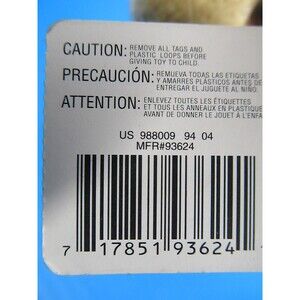 CAUTION: REMOVE ALL TAGS AND
PLASTIC LOOPS BEFORE
GIVING TOY TO CHILD.
PRECAUCIÓN: REMUEVA TODAS LAS ETIQUETAS
Y AMARRES PLÁSTICOS ANTES DE
ENTREGAR EL JUGUETE AL NIÑO.
ATTENTION: ENLEVEZ TOUTES LES ÉTIQUETTES
ET TOUS LES ANNEAUX EN PLASTIQUE
AVANT DE DONNER LE JOUET À L'ENFA
US 988009 94 04
MFR#93624
7 17851 93624